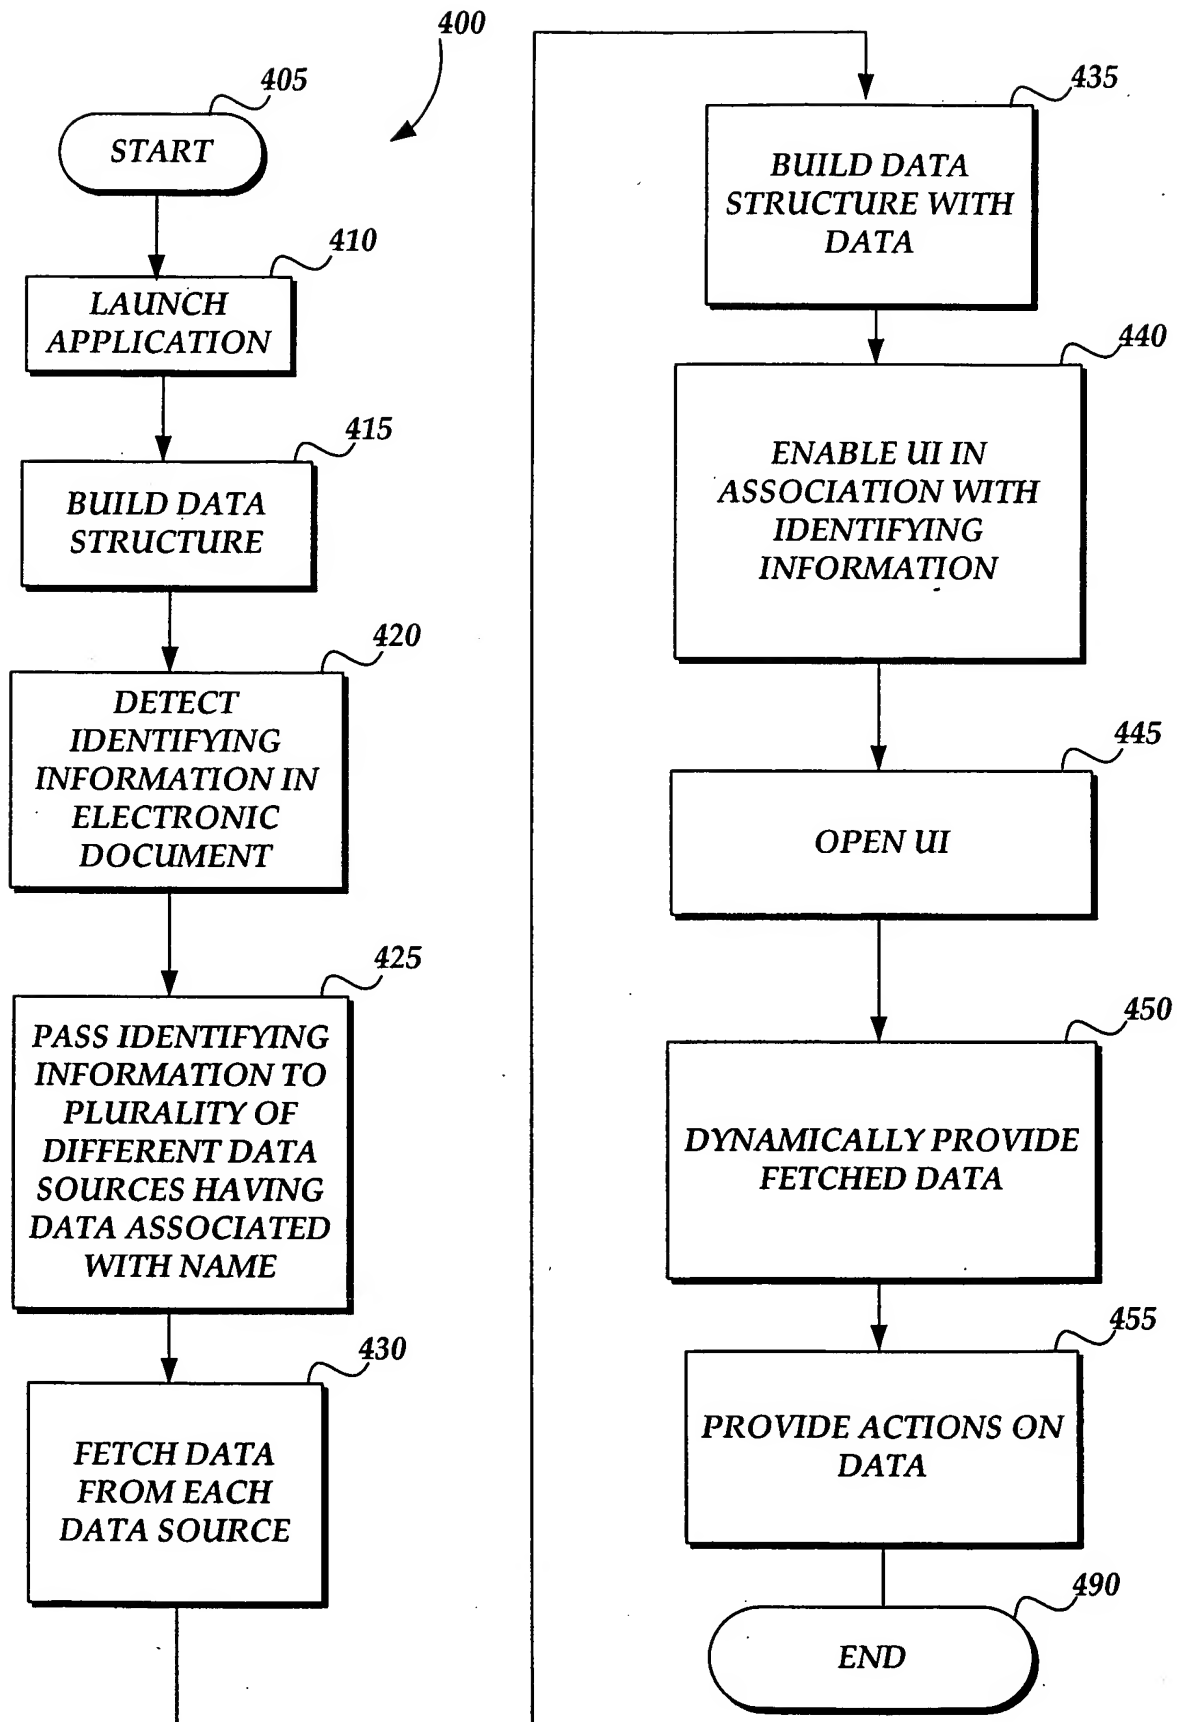 400
405
START
410
LAUNCH
APPLICATION
415
BUILD DATA
STRUCTURE
420
DETECT
IDENTIFYING
INFORMATION IN
ELECTRONIC
DOCUMENT
425
PASS IDENTIFYING
INFORMATION TO
PLURALITY OF
DIFFERENT DATA
SOURCES HAVING
DATA ASSOCIATED
WITH NAME
430
FETCH DATA
FROM EACH
DATA SOURCE
435
BUILD DATA
STRUCTURE WITH
DATA
440
ENABLE UI IN
ASSOCIATION WITH
IDENTIFYING
INFORMATION
445
OPEN UI
450
DYNAMICALLY PROVIDE
FETCHED DATA
455
PROVIDE ACTIONS ON
DATA
490
END